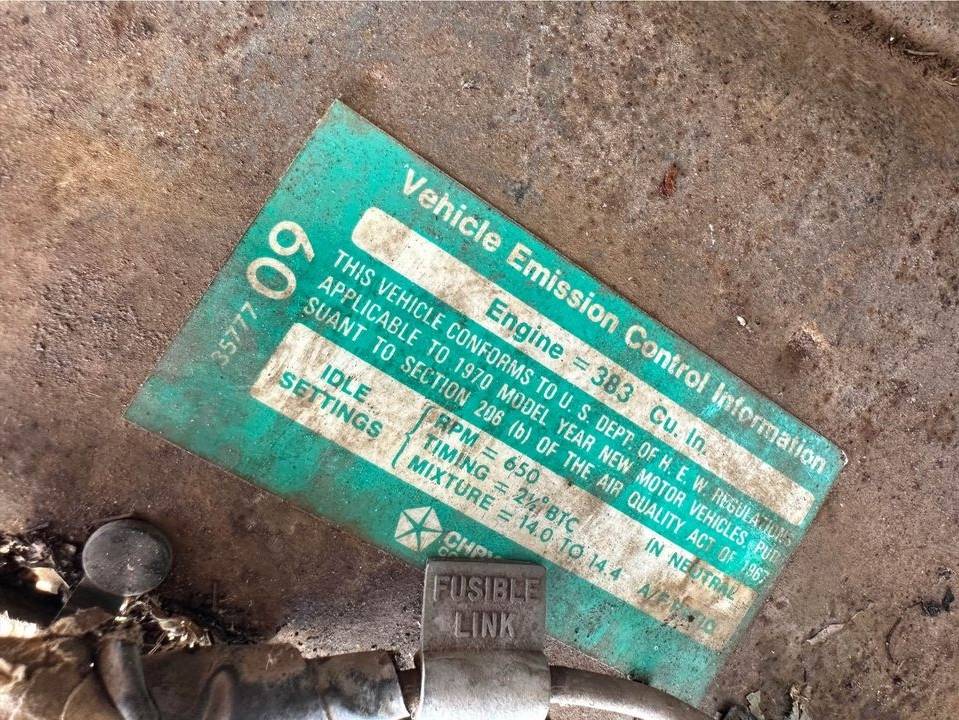 Vehicle Emission Control Information
Engine = 383 Cu. In.
THIS VEHICLE CONFORMS TO U.S. DEPT. OF H.E.W. REGULATIONS
APPLICABLE TO 1970 MODEL YEAR NEW MOTOR VEHICLES, PUR
SUANT TO SECTION 206 (b) OF THE AIR QUALITY ACT OF 1967
IDLE
SETTINGS
RPM = 650
TIMING = 2½° BTC IN NEUTRAL
MIXTURE = 14.0 TO 14.4
35777 09
FUSIBLE
LINK